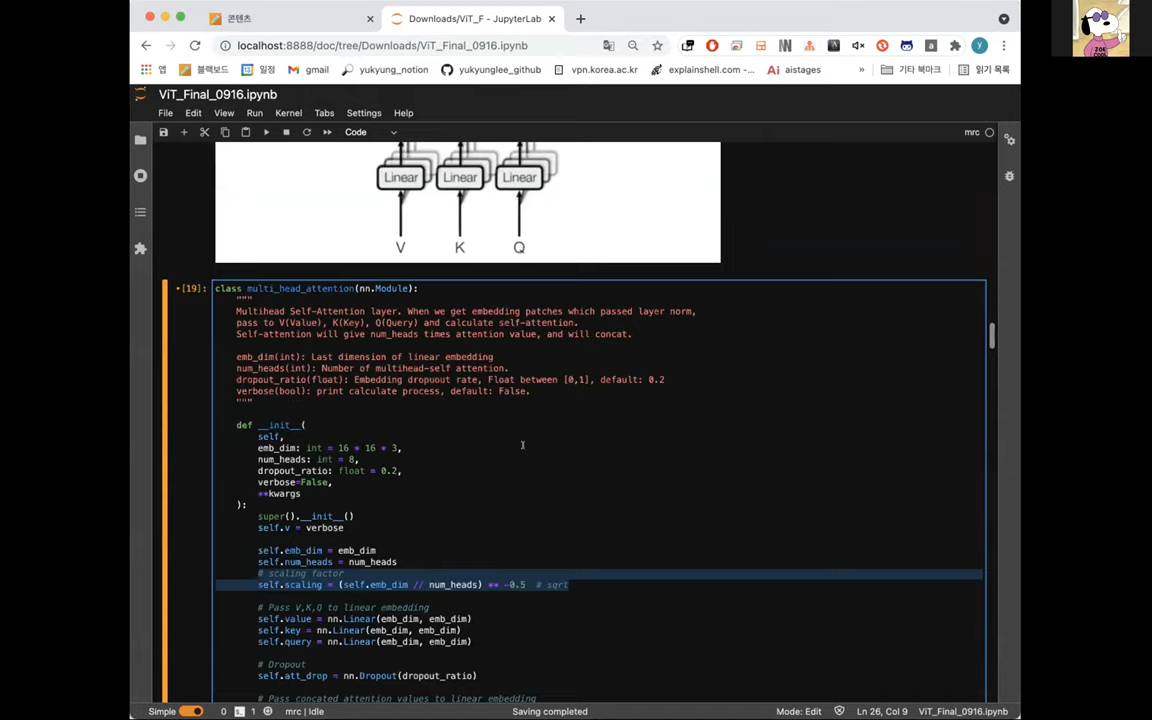 콘텐츠
Downloads/ViT_F - JupyterLab
localhost:8888/doc/tree/Downloads/ViT_Final_0916.ipynb
앱
블랙보드
일정
gmail
yukyung_notion
yukyunglee_github
vpn.korea.ac.kr
explainshell.com -...
aistages
»
기타 북마크
읽기 목록
ViT_Final_0916.ipynb
File Edit View Run Kernel Tabs Settings Help
Code
mrc
Linear Linear Linear
V K Q
[19]:
class multi_head_attention(nn.Module):
"""
Multihead Self-Attention layer. When we get embedding patches which passed layer norm,
pass to V(Value), K(Key), Q(Query) and calculate self-attention.
Self-attention will give num_heads times attention value, and will concat.
emb_dim(int): Last dimension of linear embedding
num_heads(int): Number of multihead-self attention.
dropout_ratio(float): Embedding dropuout rate, Float between [0,1], default: 0.2
verbose(bool): print calculate process, default: False.
"""
def __init__(
self,
emb_dim: int = 16 * 16 * 3,
num_heads: int = 8,
dropout_ratio: float = 0.2,
verbose=False,
**kwargs
):
super().__init__()
self.v = verbose
self.emb_dim = emb_dim
self.num_heads = num_heads
# scaling factor
self.scaling = (self.emb_dim // num_heads) ** -0.5 # sqrt
# Pass V,K,Q to linear embedding
self.value = nn.Linear(emb_dim, emb_dim)
self.key = nn.Linear(emb_dim, emb_dim)
self.query = nn.Linear(emb_dim, emb_dim)
# Dropout
self.att_drop = nn.Dropout(dropout_ratio)
# Pass concated attention values to linear embedding
Simple 0 1 mrc | Idle Saving completed Mode: Edit Ln 26, Col 9 ViT_Final_0916.ipynb